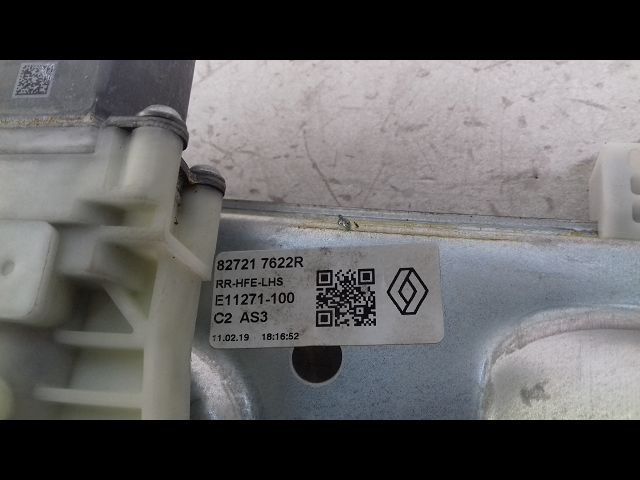 82721 7622R
RR-HFE-LHS
E11271-100
C2 AS3
11.02.19 18:16:52